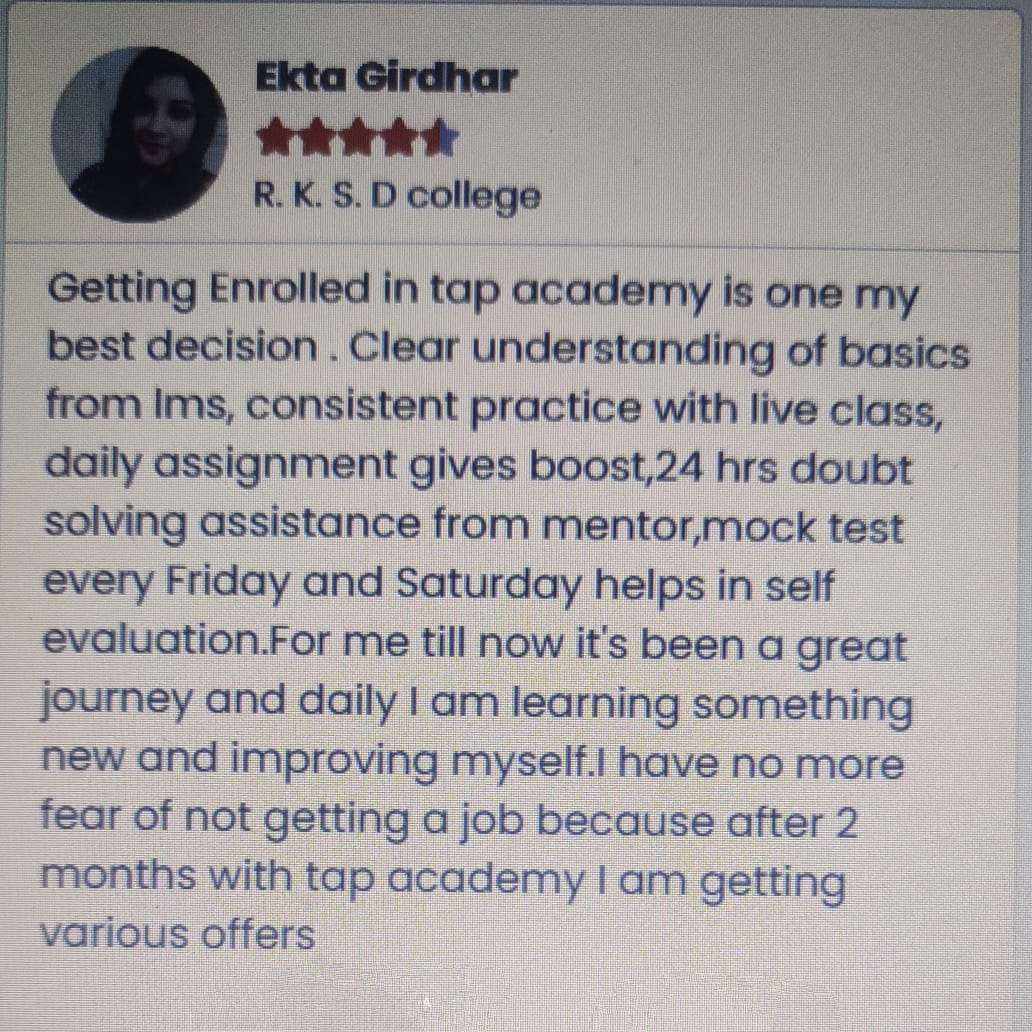 Ekta Girdhar
R. K. S. D college
Getting Enrolled in tap academy is one my
best decision . Clear understanding of basics
from lms, consistent practice with live class,
daily assignment gives boost,24 hrs doubt
solving assistance from mentor,mock test
every Friday and Saturday helps in self
evaluation.For me till now it's been a great
journey and daily I am learning something
new and improving myself.I have no more
fear of not getting a job because after 2
months with tap academy I am getting
various offers